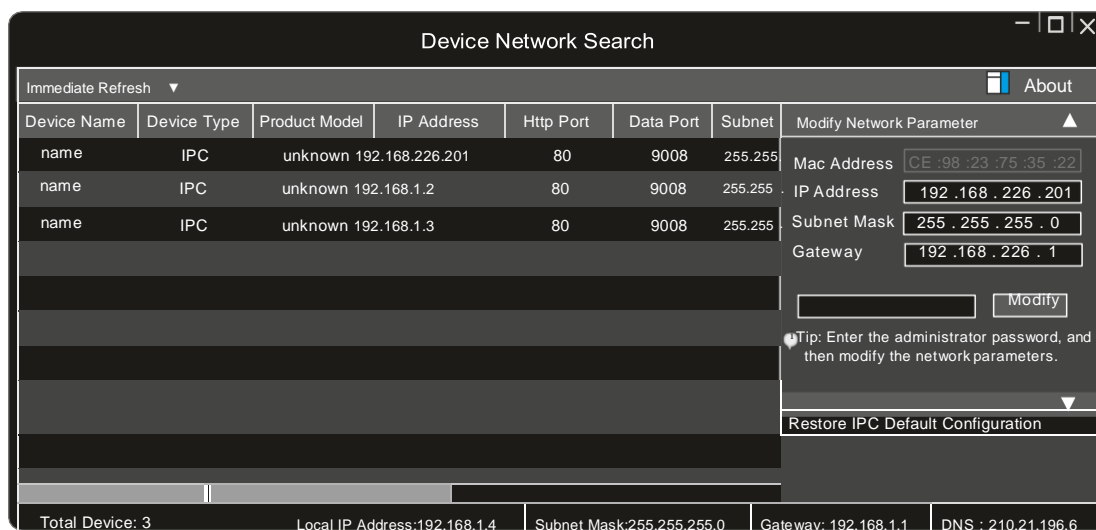 Device Network Search
Immediate Refresh ▼
About
Device Name Device Type Product Model IP Address Http Port Data Port Subnet
name IPC unknown 192.168.226.201 80 9008 255.255
name IPC unknown 192.168.1.2 80 9008 255.255 .
name IPC unknown 192.168.1.3 80 9008 255.255.
Modify Network Parameter ▲
Mac Address CE :98 :23 :75 :35 :22
IP Address 192 .168 . 226 .201
Subnet Mask 255 . 255 . 255 . 0
Gateway 192 .168 . 226 . 1
Modify
Tip: Enter the administrator password, and
then modify the network parameters.
▼
Restore IPC Default Configuration
Total Device: 3 Local IP Address:192.168.1.4 Subnet Mask:255.255.255.0 Gateway: 192.168.1.1 DNS : 210.21.196.6